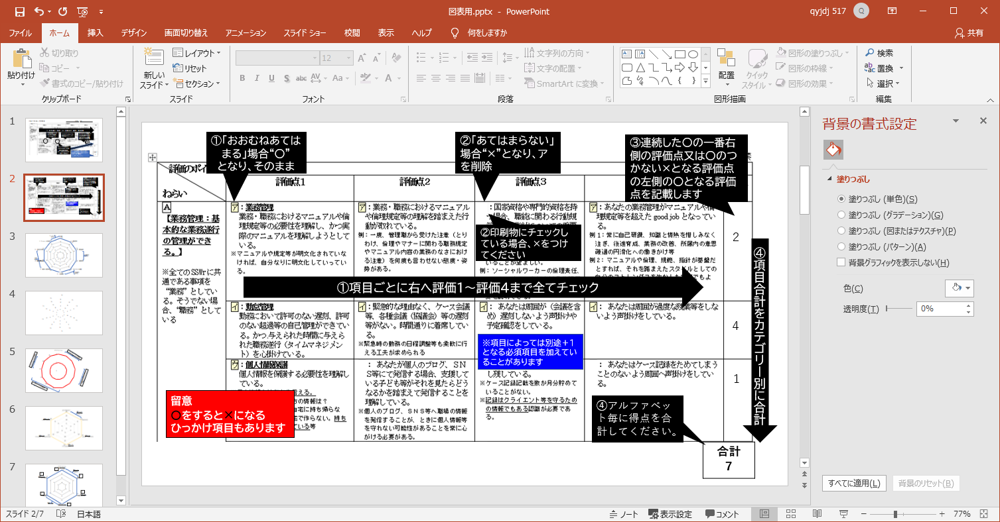 図表用.pptx - PowerPoint
qyjdj 517
Q
ファイル ホーム 挿入 デザイン 画面切り替え アニメーション スライド ショー 校閲 表示 ヘルプ 何をしますか 共有
貼り付け
切り取り
コピー
書式のコピー/貼り付け
クリップボード
新しい
スライド
レイアウト
リセット
セクション
スライド
12
フォント
文字列の方向
文字の配置
SmartArt に変換
段落
配置
クイック
スタイル
図形の塗りつぶし
図形の枠線
図形の効果
図形描画
検索
置換
選択
編集
1
2
3
4
5
6
7
①「おおむねあては
まる」場合“〇”
となり、そのまま
②「あてはまらない」
場合“×”となり、ア
を削除
③連続した〇の一番右
側の評価点又は〇のつ
かない×となる評価点
の左側の〇となる評価
点を記載します
評価のポイ
ねらい
評価点1
評価点2
評価点3
A
【業務管理：基
本的な業務遂行
の管理ができ
る。】
※全てのSSWrに共
通である事項を
“業務”としてい
る。そうでない場
合、“職務”として
いる
ア：業務管理
業務・職務におけるマニュアルや倫
理規定等の必要性を理解し、かつ実
際のマニュアルを理解しようとして
いる。
※マニュアルや規定等が明文化されていな
ければ、自分なりに明文化していってい
る。
ア：業務・職務におけるマニュアル
や倫理規定等の理解を踏まえた行
動が取れている。
例：一度、管理職から受けた注意（とり
わけ、倫理やマナーに関わる職務規定
やマニュアル内容の業務のなさにおけ
る注意）を何度も言わせない態度・姿
勢がある。
：国家資格や専門的資格を持
つ場合、職能に関わる行動規
②印刷物にチェックし
ている場合、×をつけ
てください
いることが望ましい。
例：ソーシャルワーカーの倫理責任、
ア：あなたの業務管理がマニュアルや倫
理規定等を超えた good job となってい
る。
例1：常に自己研鑽、知識と情熱を惜しみなく
注ぎ、後進育成、業務の改善、所属内の意思
疎通の円滑化への働きかけ等
例2：マニュアルや倫理、規範、指針が基盤だ
とすれば、それを踏まえたスタイルとしての
2
①項目ごとに右へ評価1～評価4まで全てチェック
イ：勤怠管理
勤務において許可のない遅刻、許可
のない超過等の自己管理ができてい
る。かつ、与えられた時間に与えら
れた職務遂行（タイムマネジメン
ト）を心掛けている。
イ：緊急的な理由なく、ケース会議
等、各種会議（協議会）等の遅刻
等がない。時間通りに着席してい
る。
※緊急時の勤務の日程調整等も柔軟に行
える工夫が求められる
イ： あなたは周囲が（会議を含
め）遅刻しないよう声掛けや
予定確認をしている。
イ： あなたは周囲が過度な残業等をしな
いよう声掛けをしている。
4
※項目によっては別途＋1
となる必須項目を加えてい
ることがあります
ウ：個人情報保護
個人情報を保護する必要性を理解し
ている。
言える。
方の情報は？
自宅に持ち帰らな
宅で作らない。持ち
ている等
： あなたが個人のブログ、ＳＮ
Ｓ等にて発信する場合、支援して
いる子ども等がそれを見たらどう
なるかを踏まえて発信することを
理解している。
※個人のブログ、ＳＮＳ等へ職場の情報
を発信することが、ときに個人情報等
を守れない可能性があることを常に心
がける必要がある。
し残している。
※ケース記録記載を数か月分貯めて
いることがない。
※記録はクライエント等を守るため
の情報でもある認識が必要であ
る。
： あなたはケース記録をためてしまう
ことのないよう周囲へ声掛けをしてい
る。
1
留意
〇をすると×になる
ひっかけ項目もあります
④アルファベッ
ト毎に得点を合
計してください。
④項目合計をカテゴリー別に合計
合計
7
背景の書式設定
塗りつぶし
塗りつぶし (単色)(S)
塗りつぶし (グラデーション)(G)
塗りつぶし (図またはテクスチャ)(P)
塗りつぶし (パターン)(A)
背景グラフィックを表示しない(H)
色(C)
透明度(T) 0%
すべてに適用(L) 背景のリセット(B)
スライド 2/7 日本語 ノート 表示設定 コメント 77%